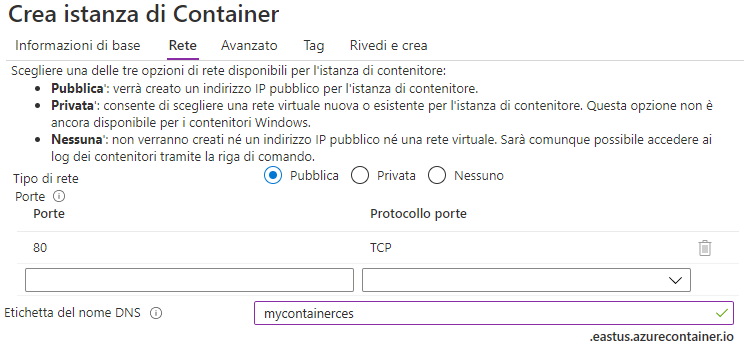 Crea istanza di Container
Informazioni di base Rete Avanzato Tag Rivedi e crea
Scegliere una delle tre opzioni di rete disponibili per l'istanza di contenitore:
• Pubblica': verrà creato un indirizzo IP pubblico per l'istanza di contenitore.
• Privata': consente di scegliere una rete virtuale nuova o esistente per l'istanza di contenitore. Questa opzione non è
ancora disponibile per i contenitori Windows.
• Nessuna': non verranno creati né un indirizzo IP pubblico né una rete virtuale. Sarà comunque possibile accedere ai
log dei contenitori tramite la riga di comando.
Tipo di rete Pubblica Privata Nessuno
Porte
Porte Protocollo porte
80 TCP
Etichetta del nome DNS mycontainerces
.eastus.azurecontainer.io